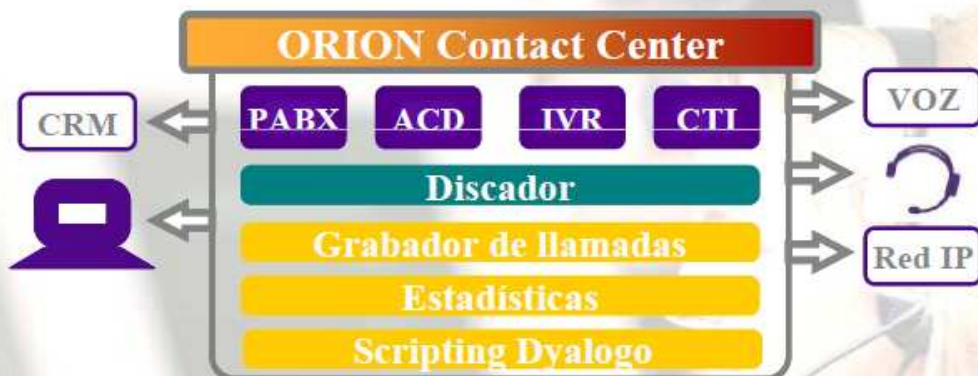 ORION Contact Center
CRM
PABX ACD IVR CTI
VOZ
Discador
Grabador de llamadas
Red IP
Estadísticas
Scripting Dyalogo